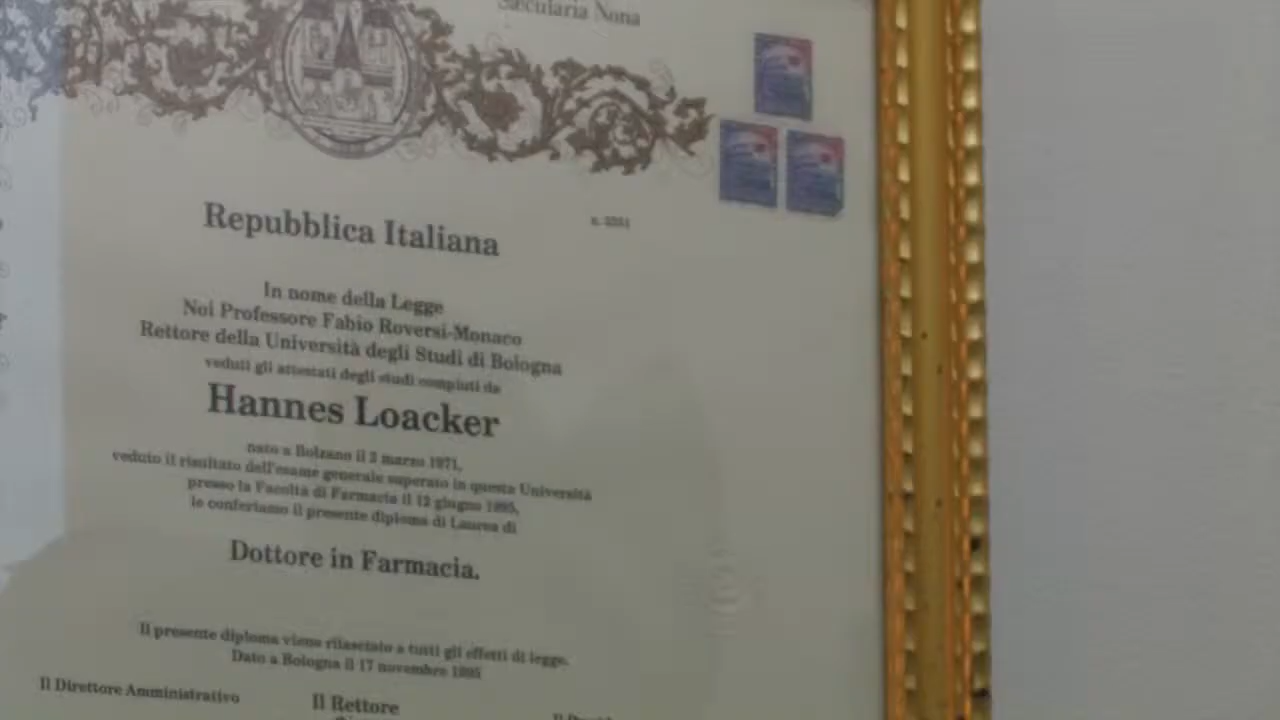 Sæcularia Nona
Repubblica Italiana
In nome della Legge
Noi Professore Fabio Roversi-Monaco
Rettore della Università degli Studi di Bologna
veduti gli attestati degli studi compiuti da
Hannes Loacker
nato a Bolzano il 2 marzo 1971,
veduto il risultato dell'esame generale superato in questa Università
presso la Facoltà di Farmacia il 12 giugno 1995,
le conferiamo il presente diploma di Laurea di
Dottore in Farmacia.
Il presente diploma viene rilasciato a tutti gli effetti di legge.
Dato a Bologna il 17 novembre 1995
Il Direttore Amministrativo
Il Rettore